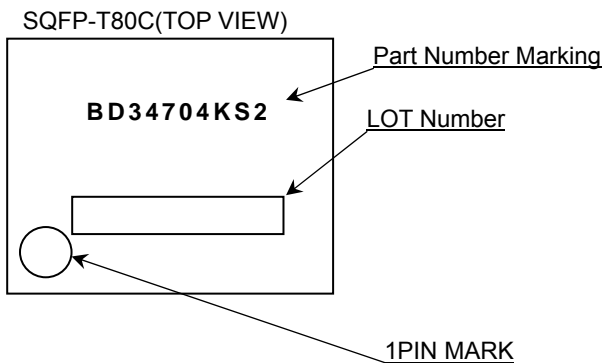 SQFP-T80C(TOP VIEW)
Part Number Marking
BD34704KS2
LOT Number
1PIN MARK